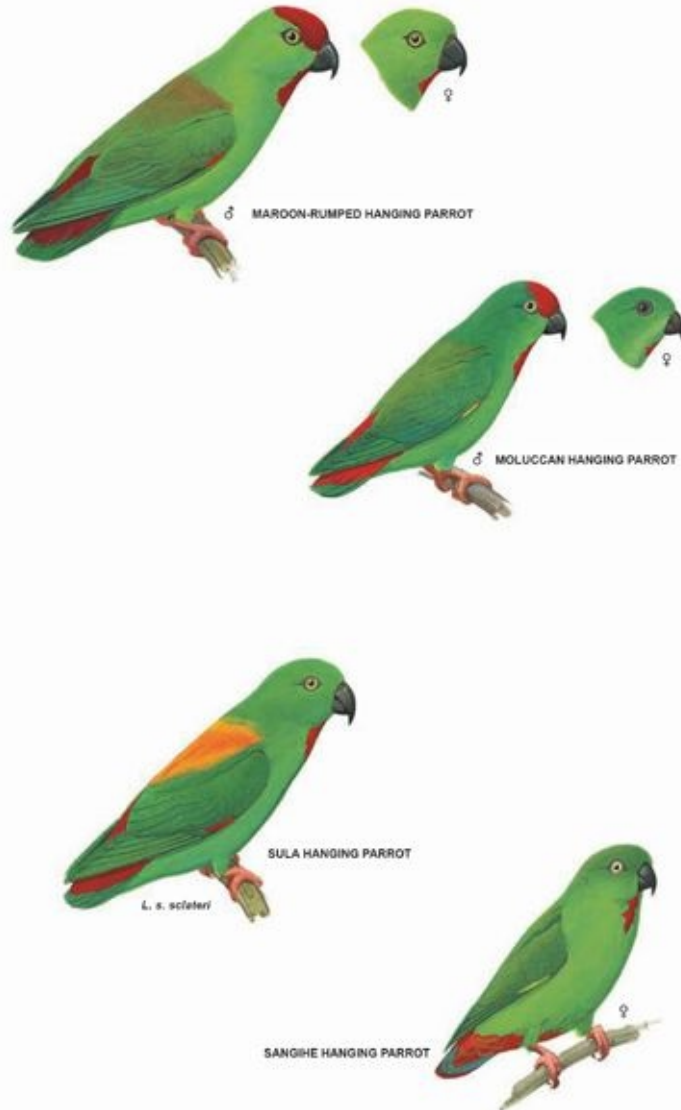 ♀
♂ MAROON-RUMPED HANGING PARROT
♀
♂ MOLUCCAN HANGING PARROT
SULA HANGING PARROT
L. s. sclateri
♀
SANGIHE HANGING PARROT